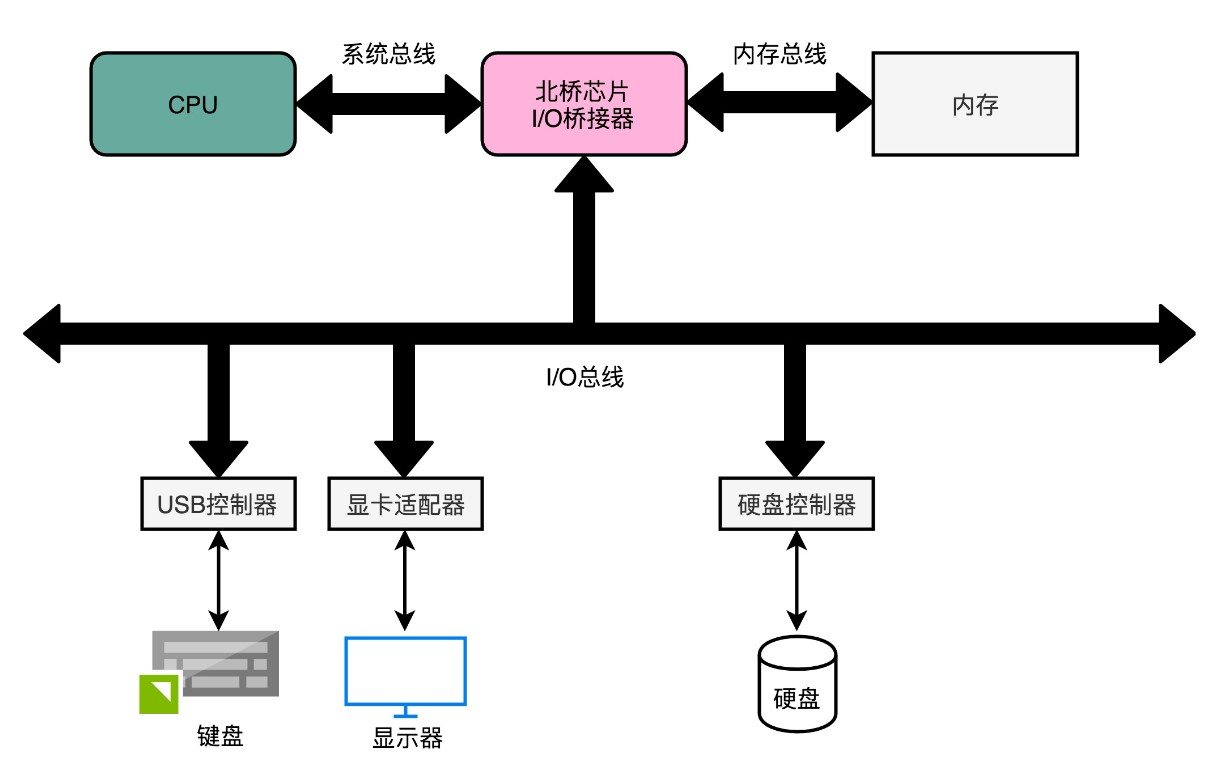 系统总线
内存总线
CPU
北桥芯片
I/O桥接器
内存
I/O总线
USB控制器
显卡适配器
硬盘控制器
键盘
显示器
硬盘